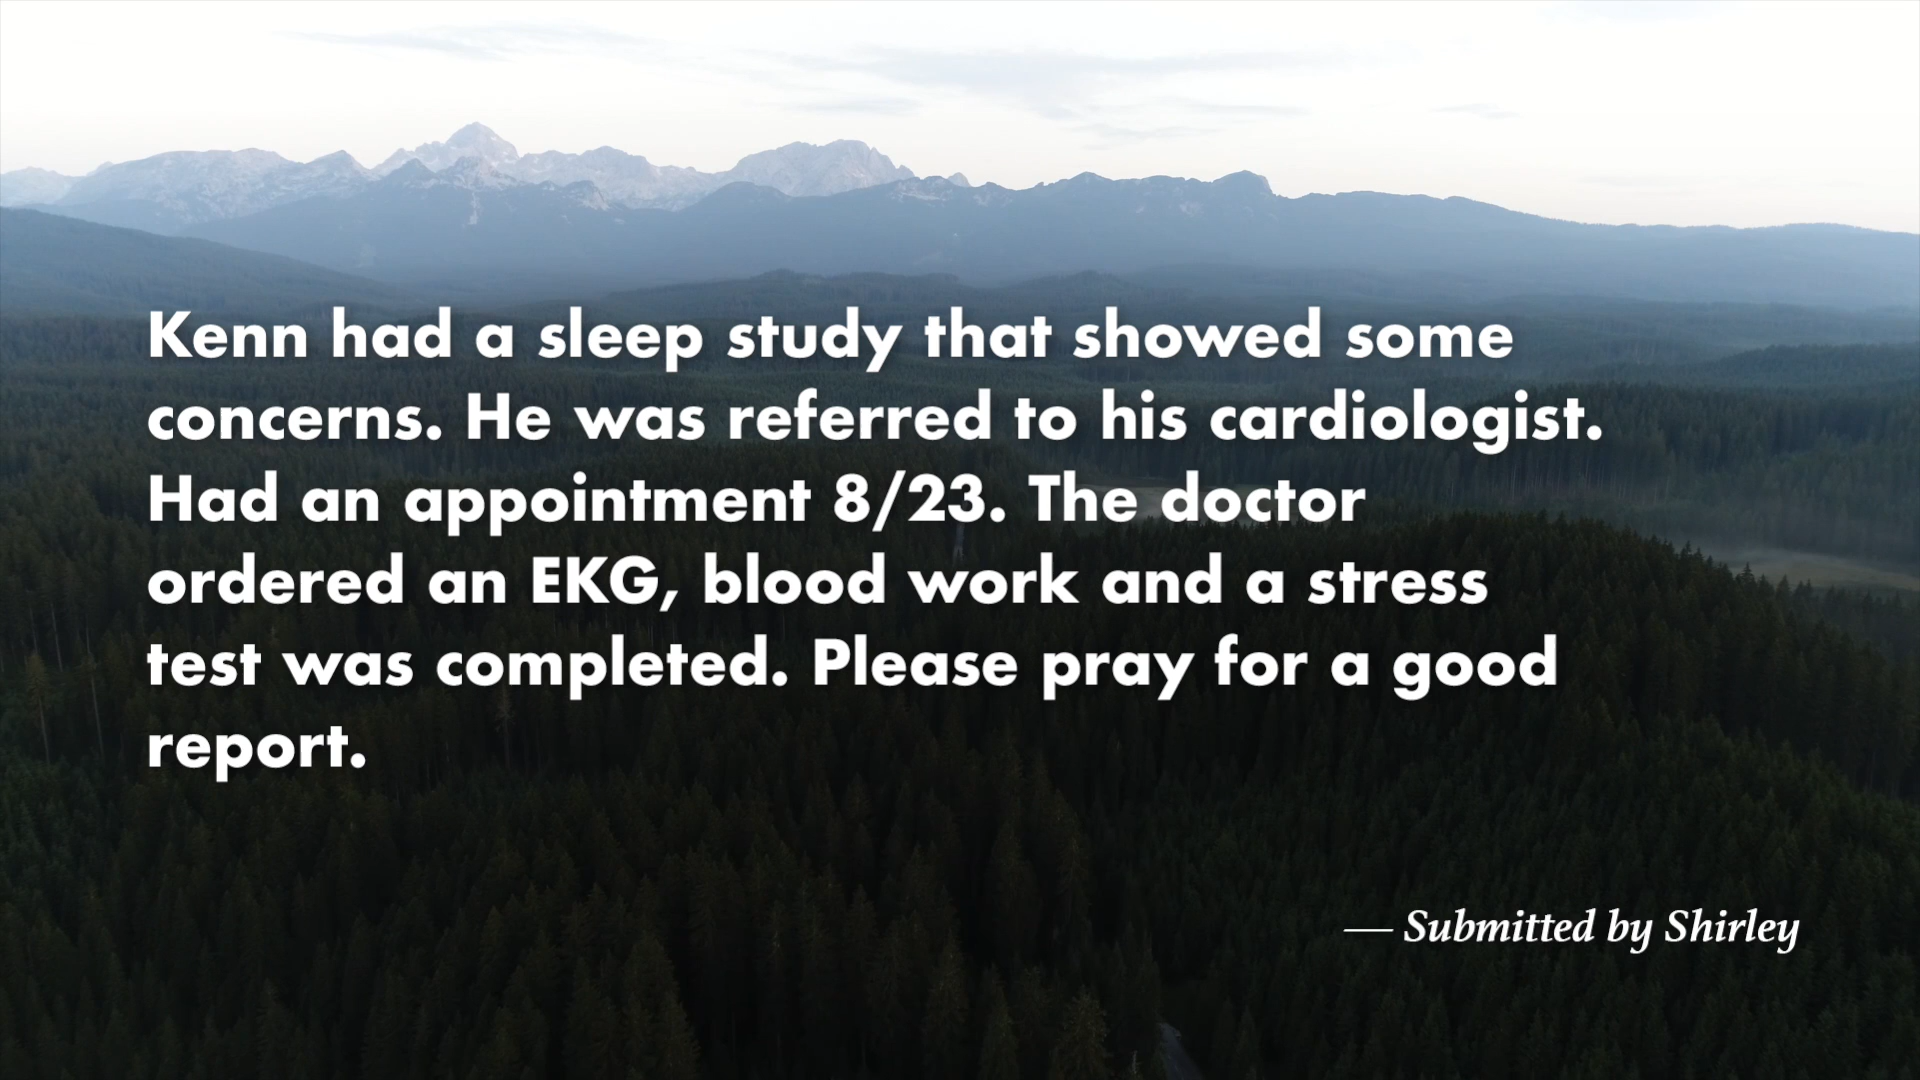 Kenn had a sleep study that showed some
concerns. He was referred to his cardiologist.
Had an appointment 8/23. The doctor
ordered an EKG, blood work and a stress
test was completed. Please pray for a good
report.
— Submitted by Shirley